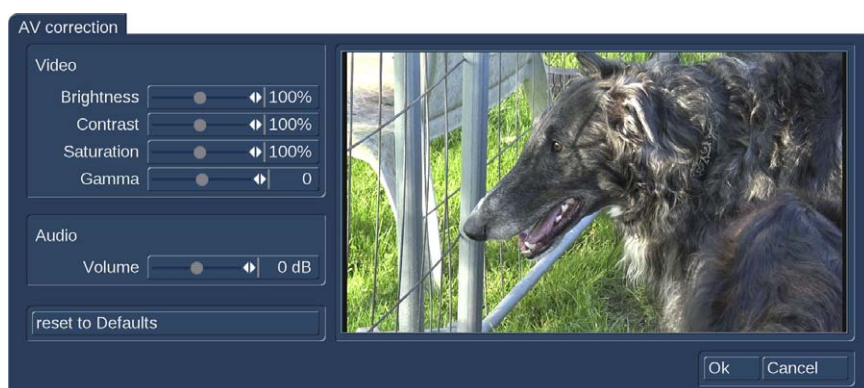 AV correction
Video
Brightness 100%
Contrast 100%
Saturation 100%
Gamma 0
Audio
Volume 0 dB
reset to Defaults
Ok Cancel